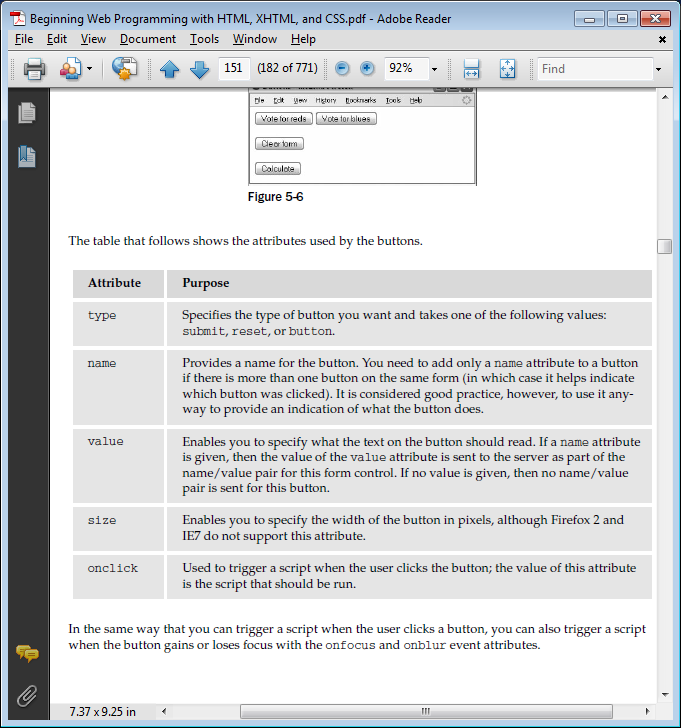 Beginning Web Programming with HTML, XHTML, and CSS.pdf - Adobe Reader
File Edit View Document Tools Window Help
151 (182 of 771) 92% Find
File Edit View History Bookmarks Tools Help
Vote for reds Vote for blues
Clear form
Calculate
Figure 5-6
The table that follows shows the attributes used by the buttons.
Attribute Purpose
type Specifies the type of button you want and takes one of the following values:
submit, reset, or button.
name Provides a name for the button. You need to add only a name attribute to a button
if there is more than one button on the same form (in which case it helps indicate
which button was clicked). It is considered good practice, however, to use it any-
way to provide an indication of what the button does.
value Enables you to specify what the text on the button should read. If a name attribute
is given, then the value of the value attribute is sent to the server as part of the
name/value pair for this form control. If no value is given, then no name/value
pair is sent for this button.
size Enables you to specify the width of the button in pixels, although Firefox 2 and
IE7 do not support this attribute.
onclick Used to trigger a script when the user clicks the button; the value of this attribute
is the script that should be run.
In the same way that you can trigger a script when the user clicks a button, you can also trigger a script
when the button gains or loses focus with the onfocus and onblur event attributes.
7.37 x 9.25 in